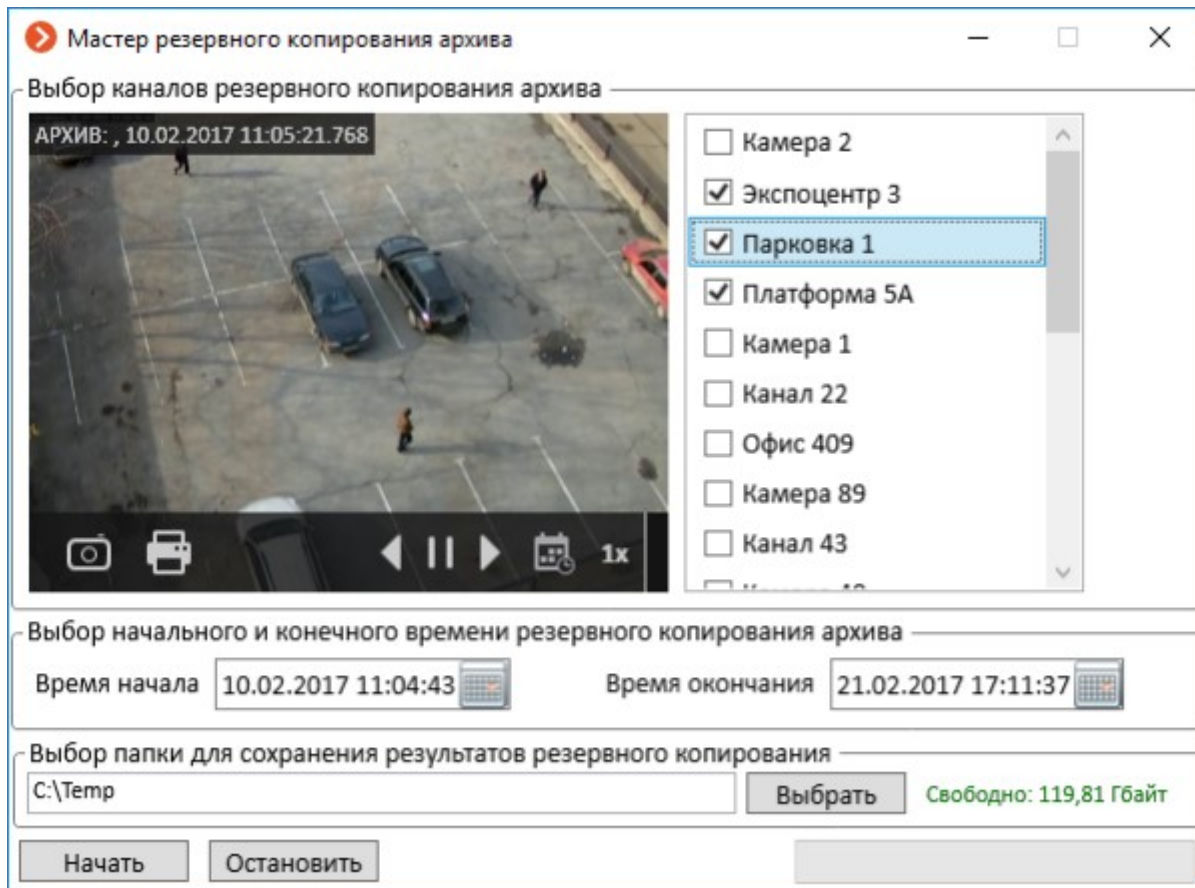 Мастер резервного копирования архива
Выбор каналов резервного копирования архива
АРХИВ: , 10.02.2017 11:05:21.768
Камера 2
Экспоцентр 3
Парковка 1
Платформа 5А
Камера 1
Канал 22
Офис 409
Камера 89
Канал 43
1x
Выбор начального и конечного времени резервного копирования архива
Время начала 10.02.2017 11:04:43 Время окончания 21.02.2017 17:11:37
Выбор папки для сохранения результатов резервного копирования
C:\Temp Выбрать Свободно: 119,81 Гбайт
Начать Остановить